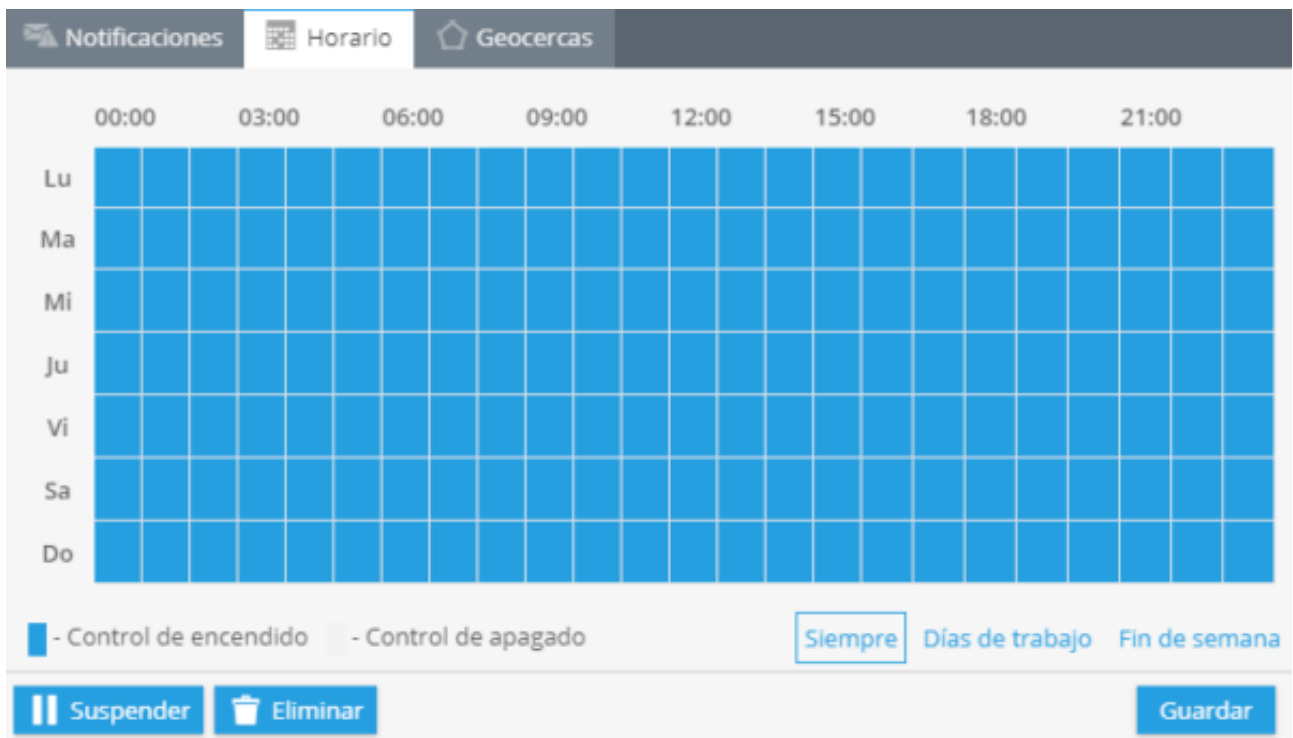 Notificaciones Horario Geocercas
00:00 03:00 06:00 09:00 12:00 15:00 18:00 21:00
Lu
Ma
Mi
Ju
Vi
Sa
Do
- Control de encendido - Control de apagado Siempre Días de trabajo Fin de semana
Suspender Eliminar Guardar